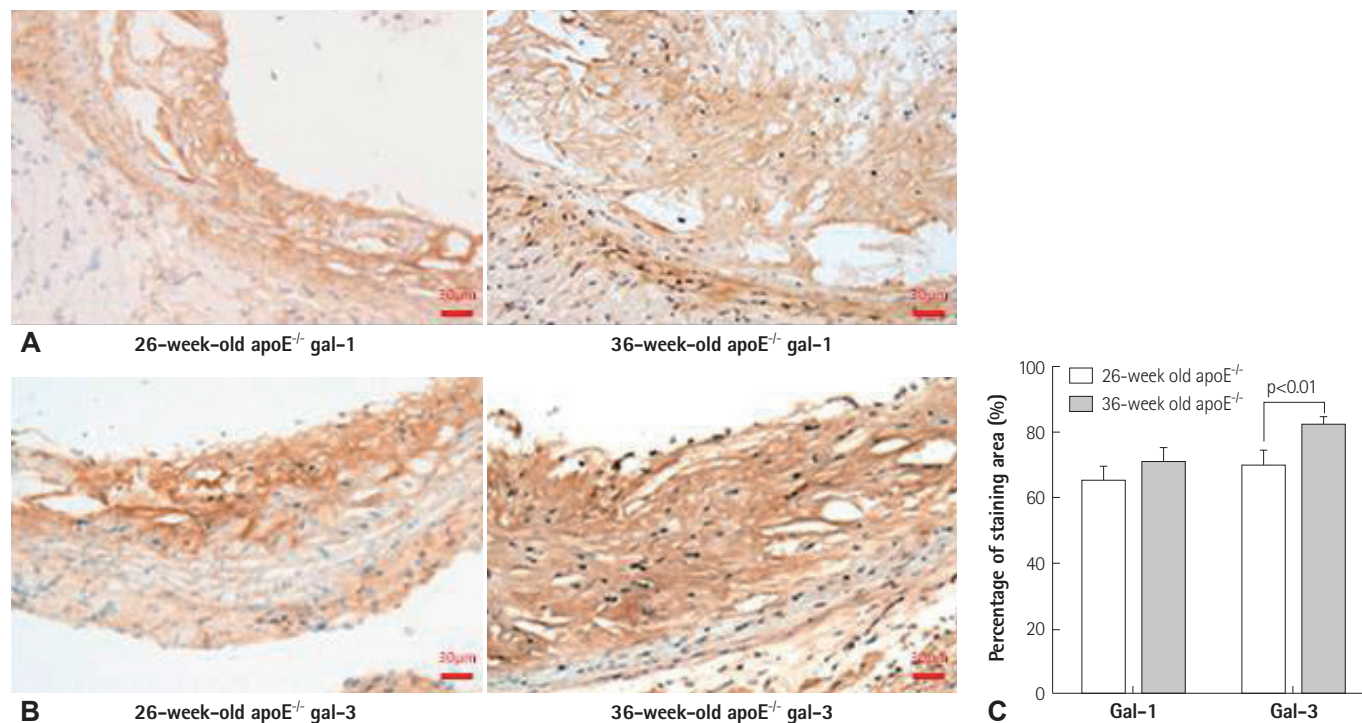 30μm
30μm
A
26-week-old apoE-/- gal-1
36-week-old apoE-/- gal-1
30μm
30μm
B
26-week-old apoE-/- gal-3
36-week-old apoE-/- gal-3
100
80
60
40
20
0
Percentage of staining area (%)
26-week old apoE-/-
36-week old apoE-/-
p<0.01
Gal-1
Gal-3
C